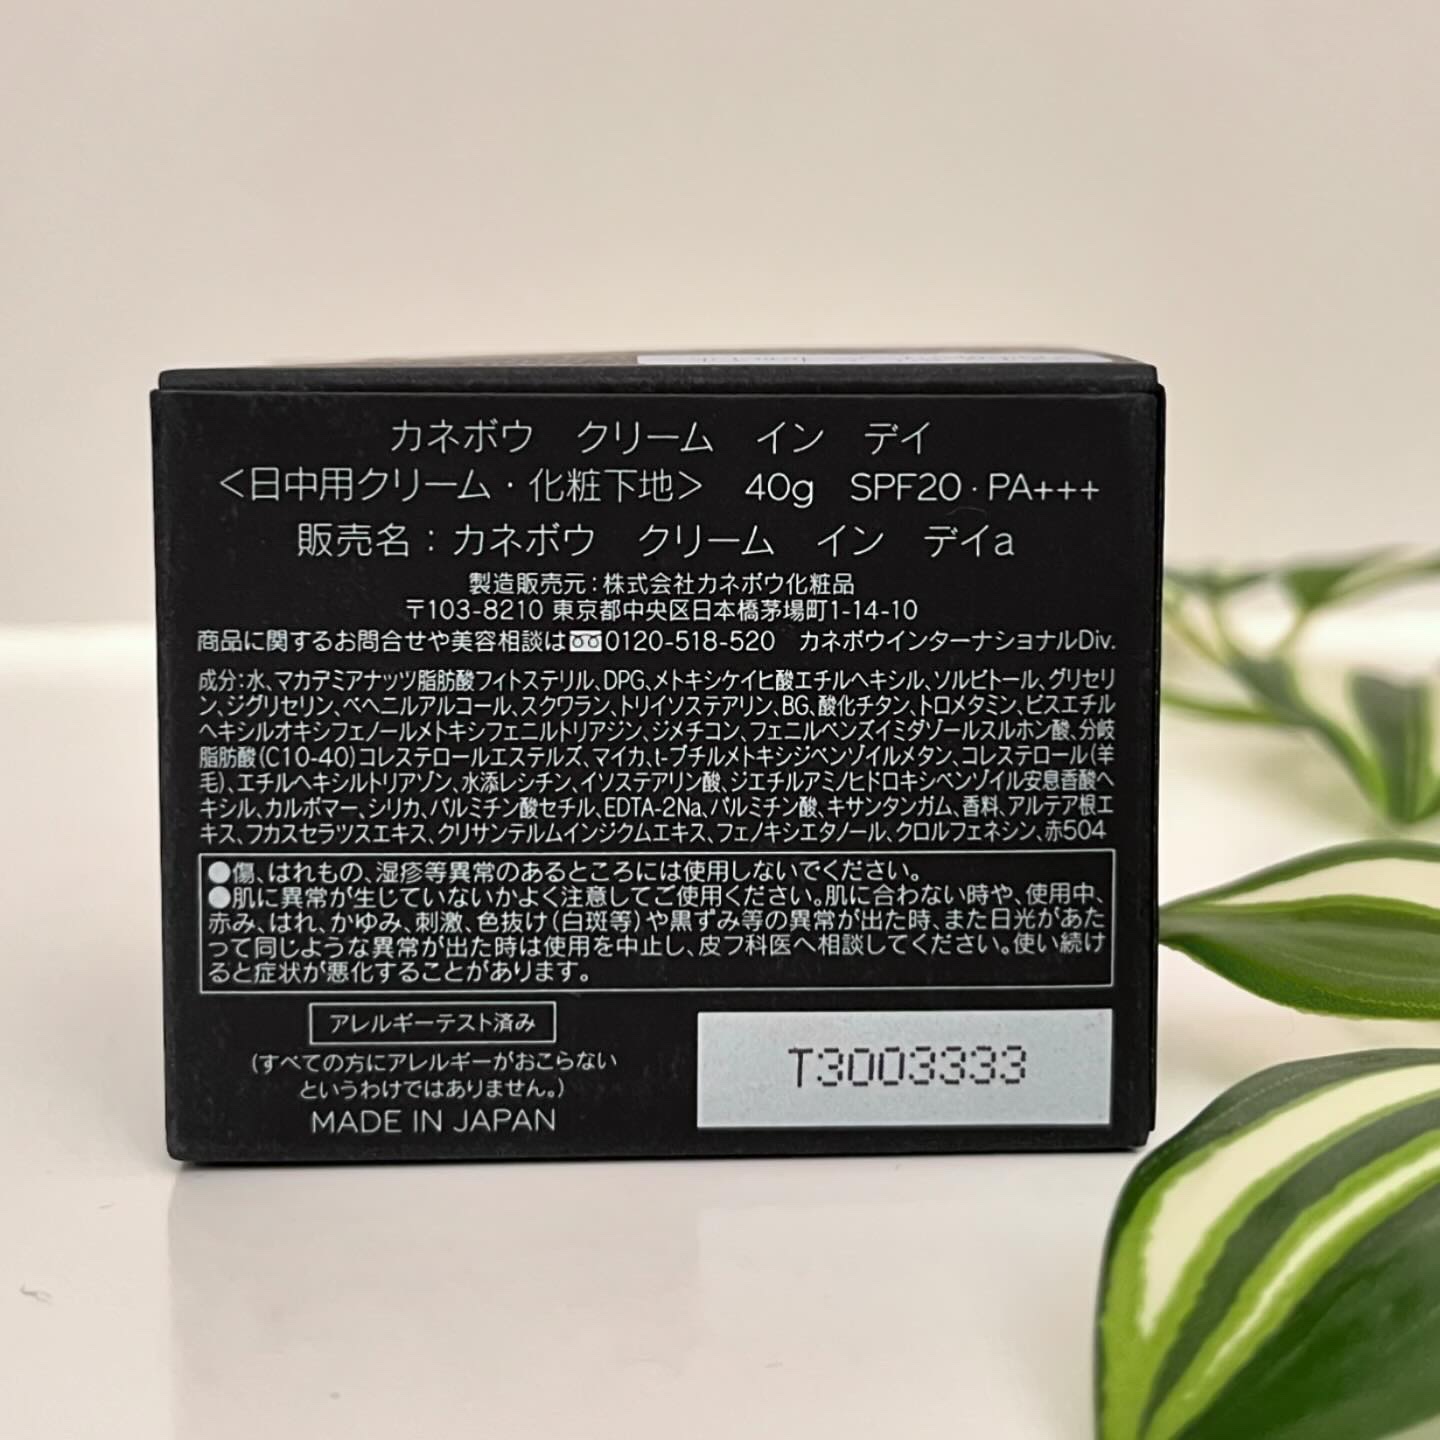 カネボウ クリーム イン デイ
＜日中用クリーム・化粧下地＞ 40g SPF20・PA+++
販売名：カネボウ クリーム イン デイa
製造販売元：株式会社カネボウ化粧品
〒103-8210 東京都中央区日本橋茅場町1-14-10
商品に関するお問合せや美容相談は 0120-518-520 カネボウインターナショナルDiv.
成分：水、マカデミアナッツ脂肪酸フィトステリル、DPG、メトキシケイヒ酸エチルヘキシル、ソルビトール、グリセリ
ン、ジグリセリン、ベヘニルアルコール、スクワラン、トリイソステアリン、BG、酸化チタン、トロメタミン、ビスエチル
ヘキシルオキシフェノールメトキシフェニルトリアジン、ジメチコン、フェニルベンズイミダゾールスルホン酸、分岐
脂肪酸(C10-40)コレステロールエステルズ、マイカ、t-ブチルメトキシジベンゾイルメタン、コレステロール(羊
毛)、エチルヘキシルトリアゾン、水添レシチン、イソステアリン酸、ジエチルアミノヒドロキシベンゾイル安息香酸ヘ
キシル、カルボマー、シリカ、パルミチン酸セチル、EDTA-2Na、パルミチン酸、キサンタンガム、香料、アルテア根エ
キス、フカスセラツスエキス、クリサンテルムインジクムエキス、フェノキシエタノール、クロルフェネシン、赤504
●傷、はれもの、湿疹等異常のあるところには使用しないでください。
●肌に異常が生じていないかよく注意してご使用ください。肌に合わない時や、使用中、
赤み、はれ、かゆみ、刺激、色抜け(白斑等)や黒ずみ等の異常が出た時、また日光があた
って同じような異常が出た時は使用を中止し、皮フ科医へ相談してください。使い続け
ると症状が悪化することがあります。
アレルギーテスト済み
(すべての方にアレルギーがおこらない
というわけではありません。)
MADE IN JAPAN
T3003333